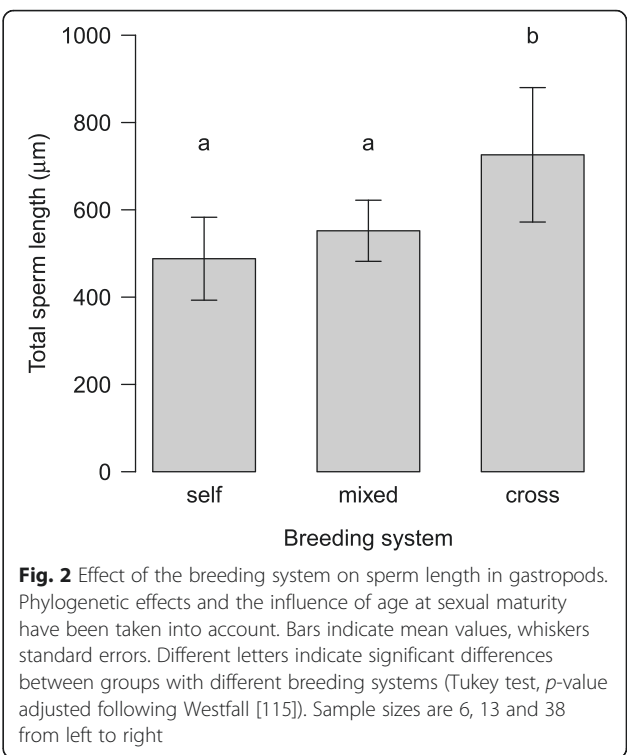 1000
800
600
400
200
0
Total sperm length (µm)
a
a
b
self
mixed
cross
Breeding system
Fig. 2 Effect of the breeding system on sperm length in gastropods.
Phylogenetic effects and the influence of age at sexual maturity
have been taken into account. Bars indicate mean values, whiskers
standard errors. Different letters indicate significant differences
between groups with different breeding systems (Tukey test, p-value
adjusted following Westfall [115]). Sample sizes are 6, 13 and 38
from left to right